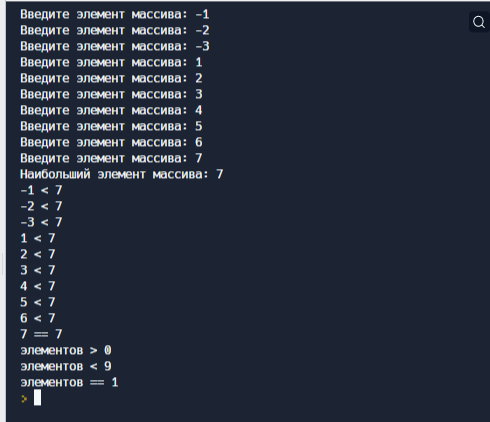 Введите элемент массива: -1
Введите элемент массива: -2
Введите элемент массива: -3
Введите элемент массива: 1
Введите элемент массива: 2
Введите элемент массива: 3
Введите элемент массива: 4
Введите элемент массива: 5
Введите элемент массива: 6
Введите элемент массива: 7
Наибольший элемент массива: 7
-1 < 7
-2 < 7
-3 < 7
1 < 7
2 < 7
3 < 7
4 < 7
5 < 7
6 < 7
7 == 7
элементов > 0
элементов < 9
элементов == 1
>